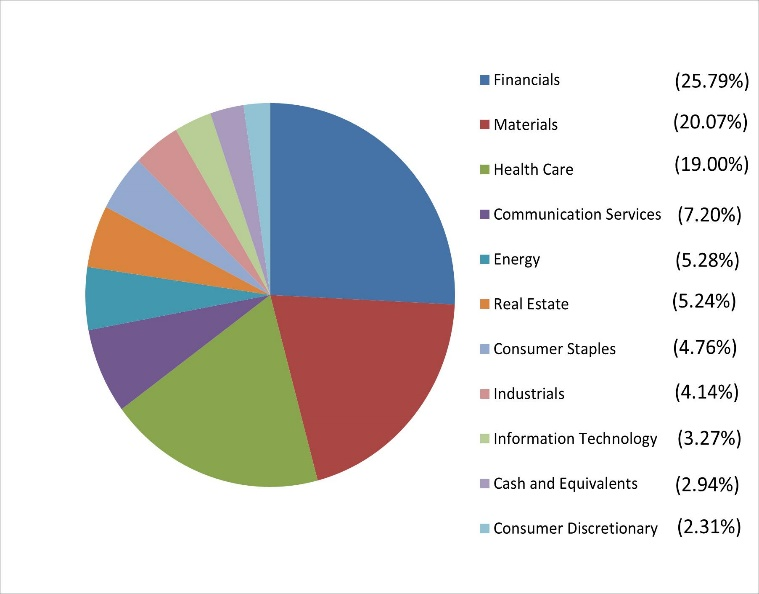 Financials (25.79%)
Materials (20.07%)
Health Care (19.00%)
Communication Services (7.20%)
Energy (5.28%)
Real Estate (5.24%)
Consumer Staples (4.76%)
Industrials (4.14%)
Information Technology (3.27%)
Cash and Equivalents (2.94%)
Consumer Discretionary (2.31%)